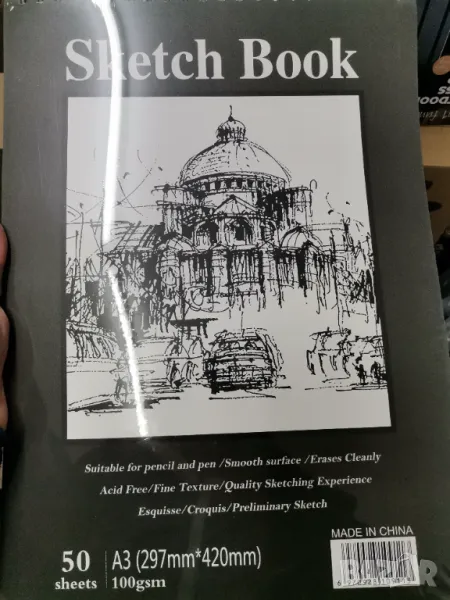 Sketch Book
Suitable for pencil and pen /Smooth surface /Erases Cleanly
Acid Free/Fine Texture/Quality Sketching Experience
Esquisse/Croquis/Preliminary Sketch
MADE IN CHINA
50
sheets
A3 (297mm*420mm)
100gsm